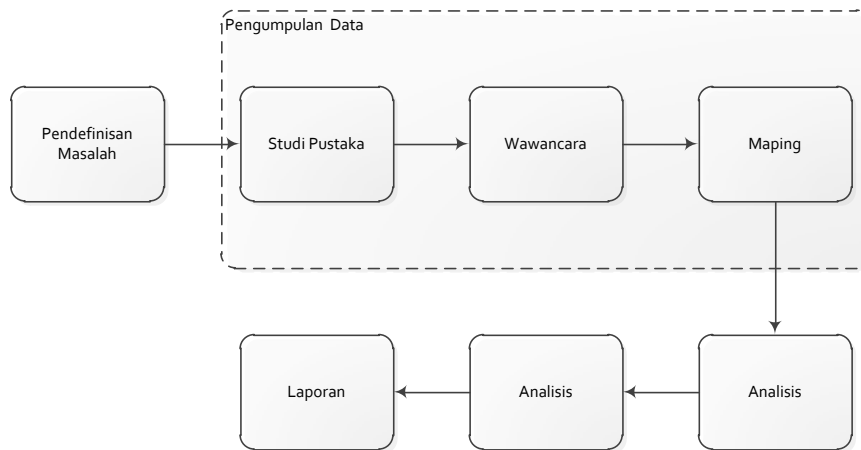 Pengumpulan Data
Pendefinisan
Masalah
Studi Pustaka
Wawancara
Maping
Laporan
Analisis
Analisis